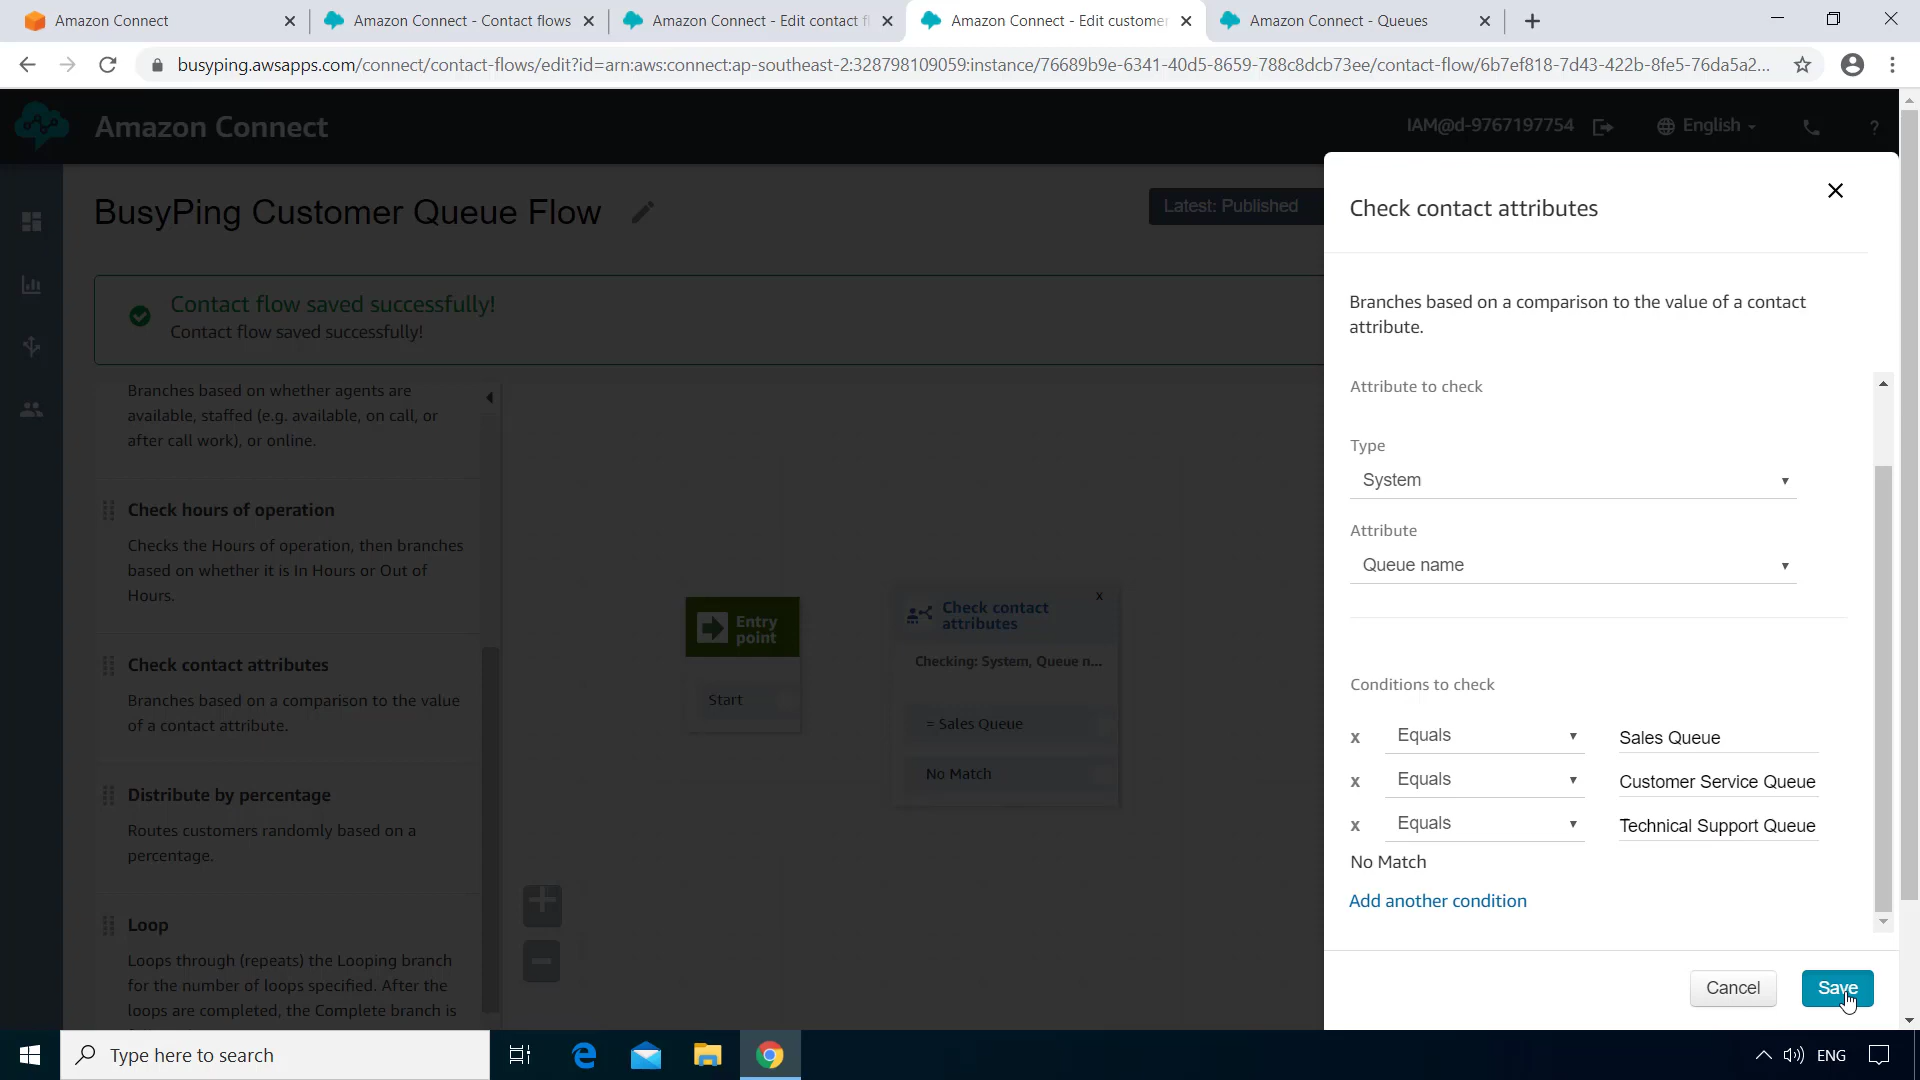 Amazon Connect
Amazon Connect - Contact flows
Amazon Connect - Edit contact fl
Amazon Connect - Edit customer
Amazon Connect - Queues
busyping.awsapps.com/connect/contact-flows/edit?id=arn:aws:connect:ap-southeast-2:328798109059:instance/76689b9e-6341-40d5-8659-788c8dcb73ee/contact-flow/6b7ef818-7d43-422b-8fe5-76da5a2...
Amazon Connect
IAM@d-9767197754
English
?
BusyPing Customer Queue Flow
Latest: Published
Contact flow saved successfully!
Contact flow saved successfully!
Branches based on whether agents are
available, staffed (e.g. available, on call, or
after call work), or online.
Check hours of operation
Checks the Hours of operation, then branches
based on whether it is In Hours or Out of
Hours.
Check contact attributes
Branches based on a comparison to the value
of a contact attribute.
Distribute by percentage
Routes customers randomly based on a
percentage.
Loop
Loops through (repeats) the Looping branch
for the number of loops specified. After the
loops are completed, the Complete branch is
Entry
point
Start
Check contact
attributes
x
Checking: System, Queue n...
= Sales Queue
No Match
Check contact attributes
Branches based on a comparison to the value of a contact
attribute.
Attribute to check
Type
System
Attribute
Queue name
Conditions to check
x Equals Sales Queue
x Equals Customer Service Queue
x Equals Technical Support Queue
No Match
Add another condition
Cancel
Save
Type here to search
ENG